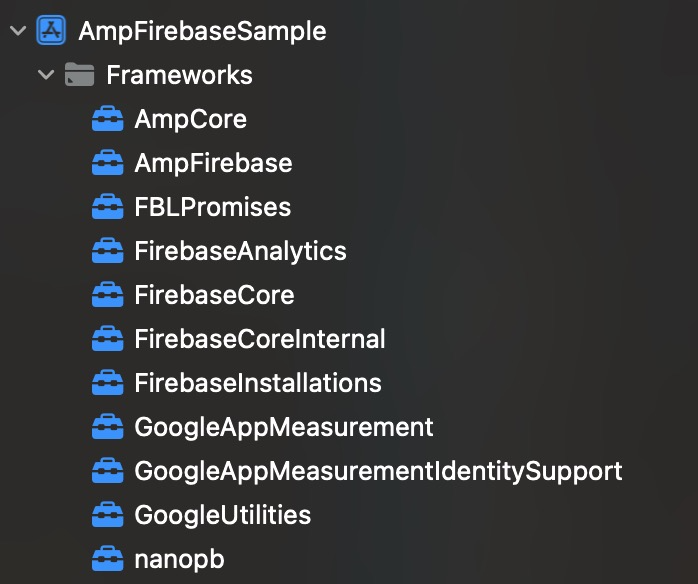 AmpFirebaseSample
Frameworks
AmpCore
AmpFirebase
FBLPromises
FirebaseAnalytics
FirebaseCore
FirebaseCoreInternal
FirebaseInstallations
GoogleAppMeasurement
GoogleAppMeasurementIdentitySupport
GoogleUtilities
nanopb